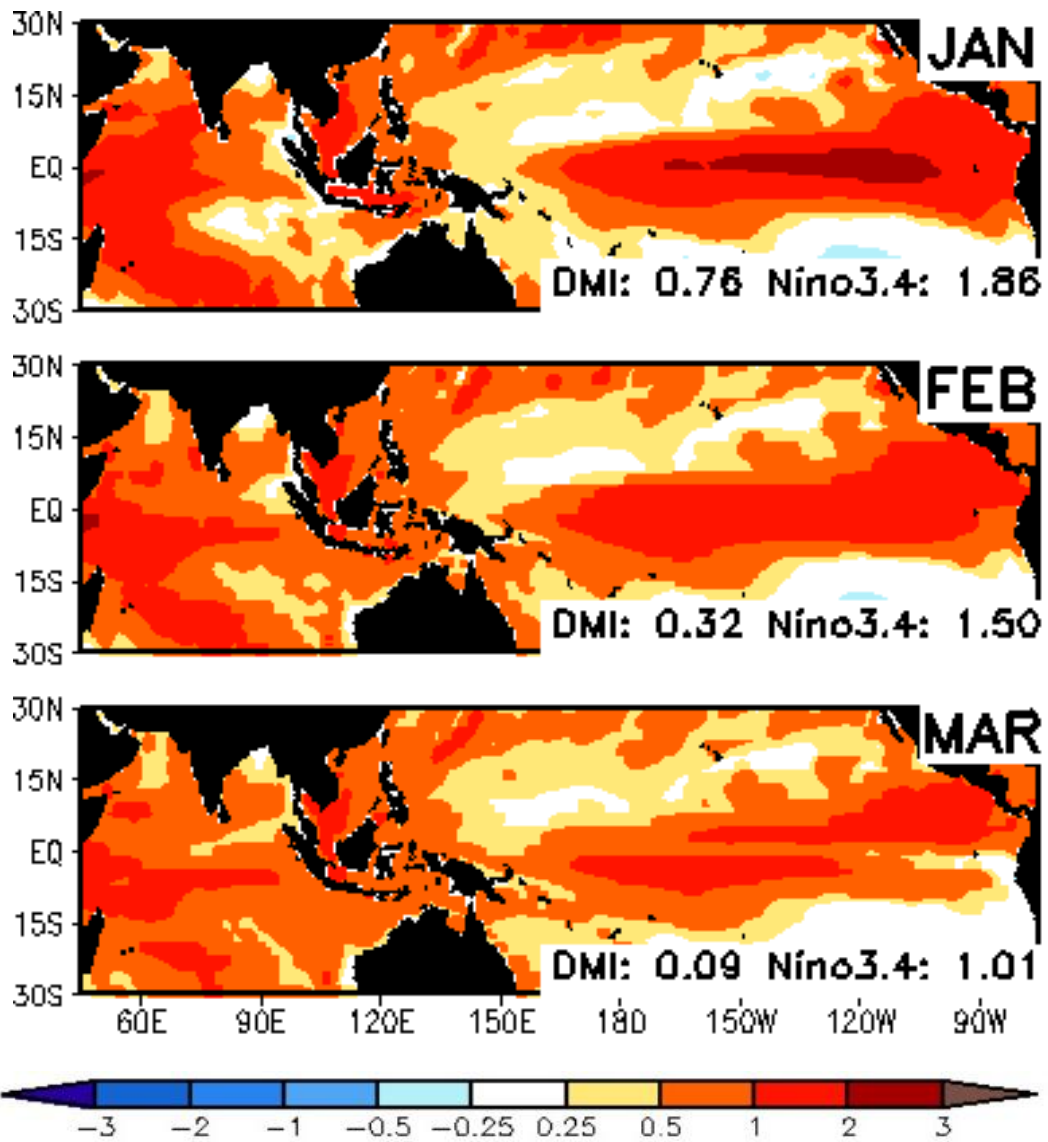 30N
JAN
15N
EQ
15S
DMI: 0.76 Nino3.4: 1.86
30S
30N
FEB
15N
EQ
15S
DMI: 0.32 Nino3.4: 1.50
30S
30N
MAR
15N
EQ
15S
DMI: 0.09 Nino3.4: 1.01
30S
60E 90E 120E 150E 180 150W 120W 90W
-3 -2 -1 -0.5 -0.25 0.25 0.5 1 2 3